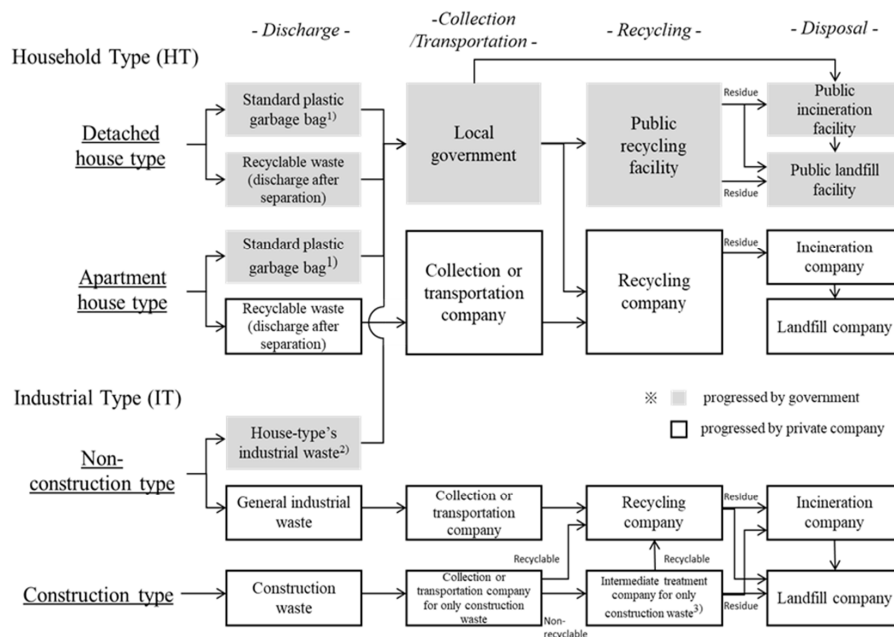 - Discharge -
-Collection
/Transportation -
- Recycling -
- Disposal -
Household Type (HT)
Detached
house type
Standard plastic
garbage bag1)
Recyclable waste
(discharge after
separation)
Local
government
Public
recycling
facility
Residue
Residue
Public
incineration
facility
Public landfill
facility
Apartment
house type
Standard plastic
garbage bag1)
Recyclable waste
(discharge after
separation)
Collection or
transportation
company
Recycling
company
Residue
Incineration
company
Landfill company
Industrial Type (IT)
※ progressed by government
progressed by private company
Non-
construction type
House-type's
industrial waste2)
General industrial
waste
Collection or
transportation
company
Recycling
company
Residue
Incineration
company
Recyclable
Recyclable
Construction type
Construction
waste
Collection or
transportation company
for only construction
waste
Non-
recyclable
Intermediate treatment
company for only
construction waste3)
Residue
Landfill company